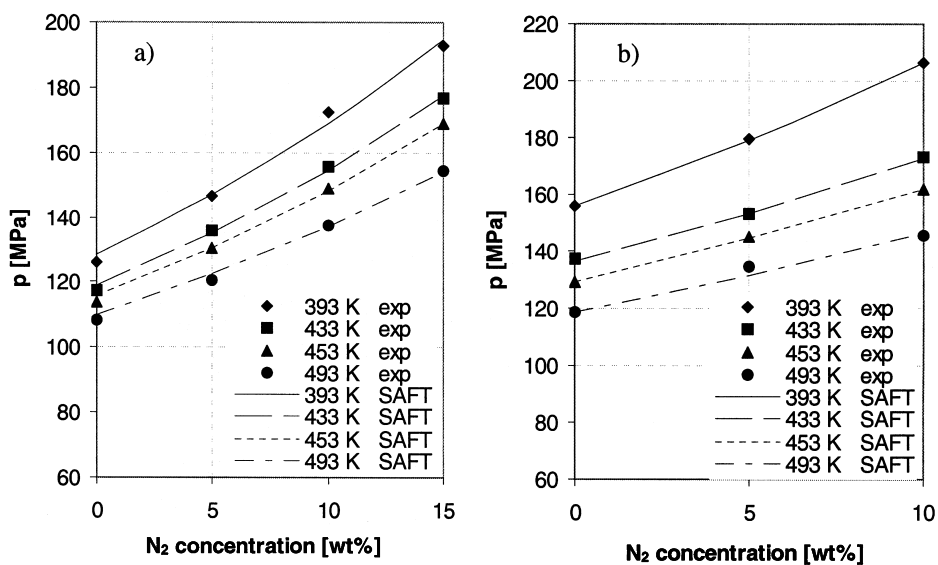 a)
p [MPa]
200
180
160
140
120
100
80
60
0 5 10 15
N₂ concentration [wt%]
393 K exp
433 K exp
453 K exp
493 K exp
393 K SAFT
433 K SAFT
453 K SAFT
493 K SAFT
b)
p [MPa]
220
200
180
160
140
120
100
80
60
0 5 10
N₂ concentration [wt%]
393 K exp
433 K exp
453 K exp
493 K exp
393 K SAFT
433 K SAFT
453 K SAFT
493 K SAFT